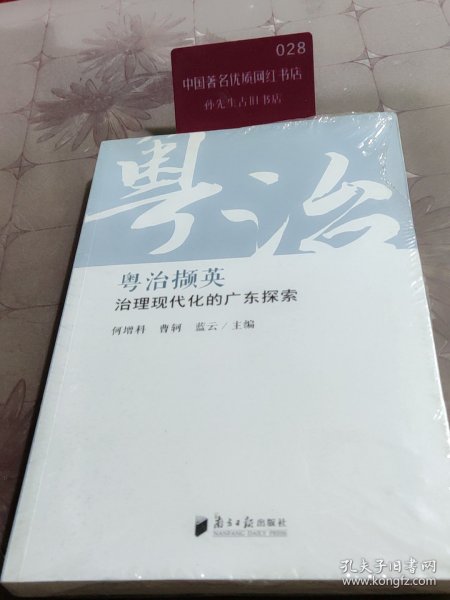 028
中国著名优质网红书店
孙先生古旧书店
粤治
粤治撷英
治理现代化的广东探索
何增科 曹轲 蓝云/主编
南方日报出版社
NANFANG DAILY PRESS
孔夫子旧书网
www.kongfz.com